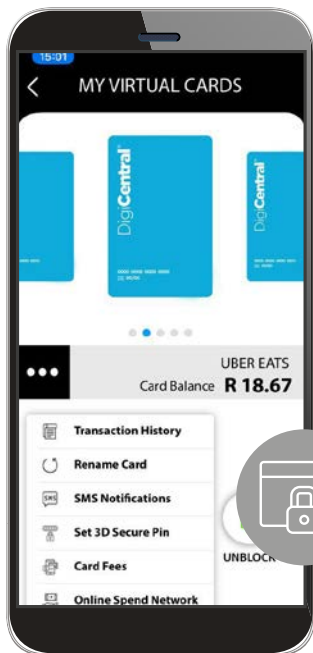 15:01
MY VIRTUAL CARDS
DigiCentral
DigiCentral
UBER EATS
Card Balance R 18.67
Transaction History
Rename Card
SMS
SMS Notifications
Set 3D Secure Pin
Card Fees
UNBLOCK
Online Spend Network